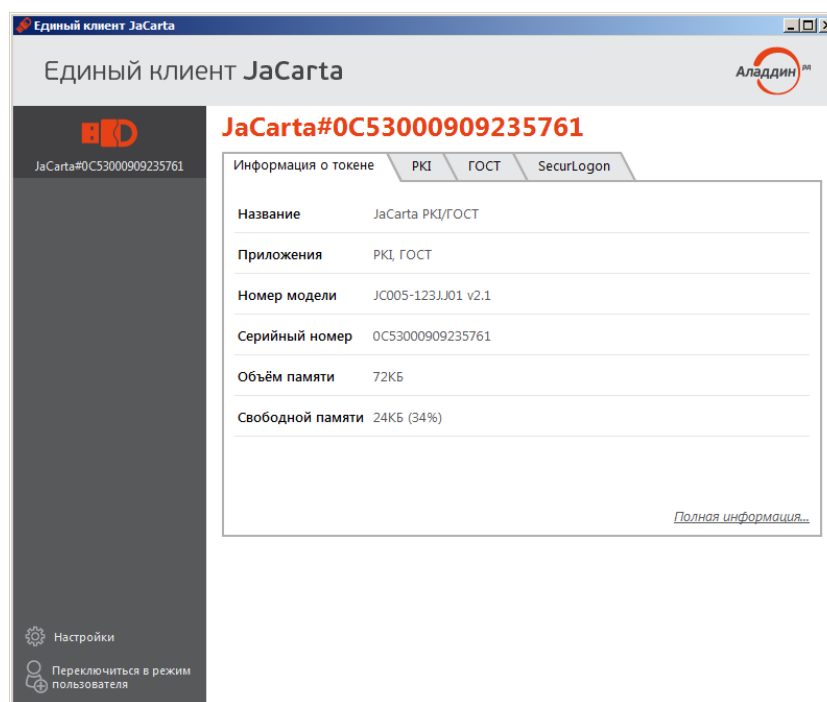 Единый клиент JaCarta
Единый клиент JaCarta
Аладдин
JaCarta#0C53000909235761
JaCarta#0C53000909235761
Информация о токене PKI ГОСТ SecurLogon
Название JaCarta PKI/ГОСТ
Приложения PKI, ГОСТ
Номер модели JC005-123J.J01 v2.1
Серийный номер 0C53000909235761
Объём памяти 72КБ
Свободной памяти 24КБ (34%)
Полная информация...
Настройки
Переключиться в режим
пользователя